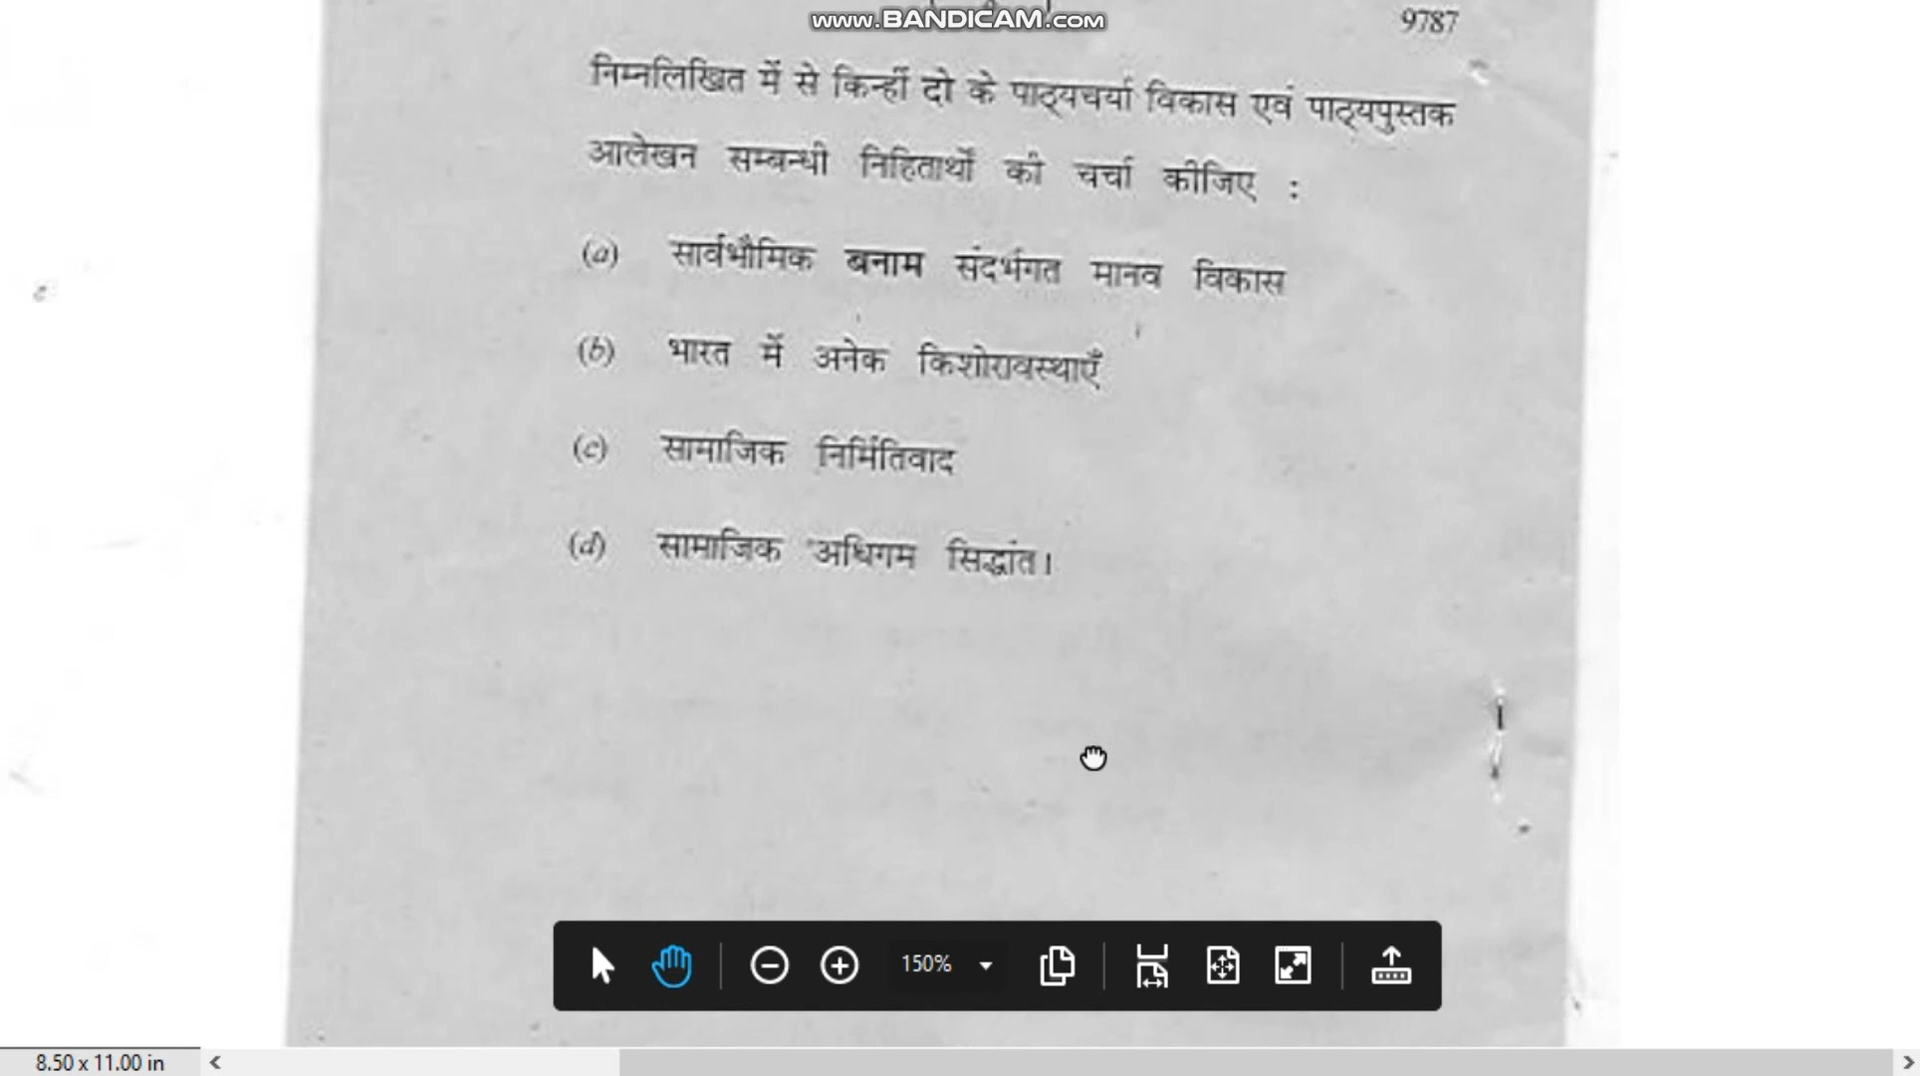 www.BANDICAM.com
9787
निम्नलिखित में से किन्हीं दो के पाठ्यचर्या विकास एवं पाठ्यपुस्तक
आलेखन सम्बन्धी निहितार्थों की चर्चा कीजिए :
(a) सार्वभौमिक बनाम संदर्भगत मानव विकास
(b) भारत में अनेक किशोरावस्थाएँ
(c) सामाजिक निर्मितिवाद
(d) सामाजिक अधिगम सिद्धांत।
150%
8.50 x 11.00 in